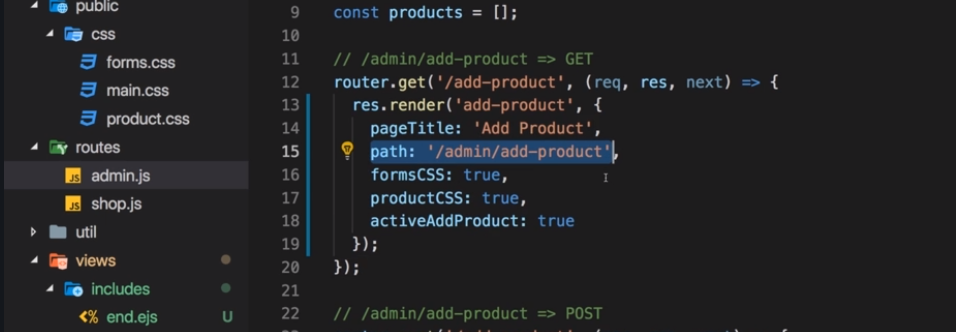 public
css
forms.css
main.css
product.css
routes
JS admin.js
JS shop.js
util
views
includes
<% end.ejs U
9 const products = [];
10
11 // /admin/add-product => GET
12 router.get('/add-product', (req, res, next) => {
13 res.render('add-product', {
14 pageTitle: 'Add Product',
15 path: '/admin/add-product',
16 formsCSS: true,
17 productCSS: true,
18 activeAddProduct: true
19 });
20 });
21
22 // /admin/add-product => POST